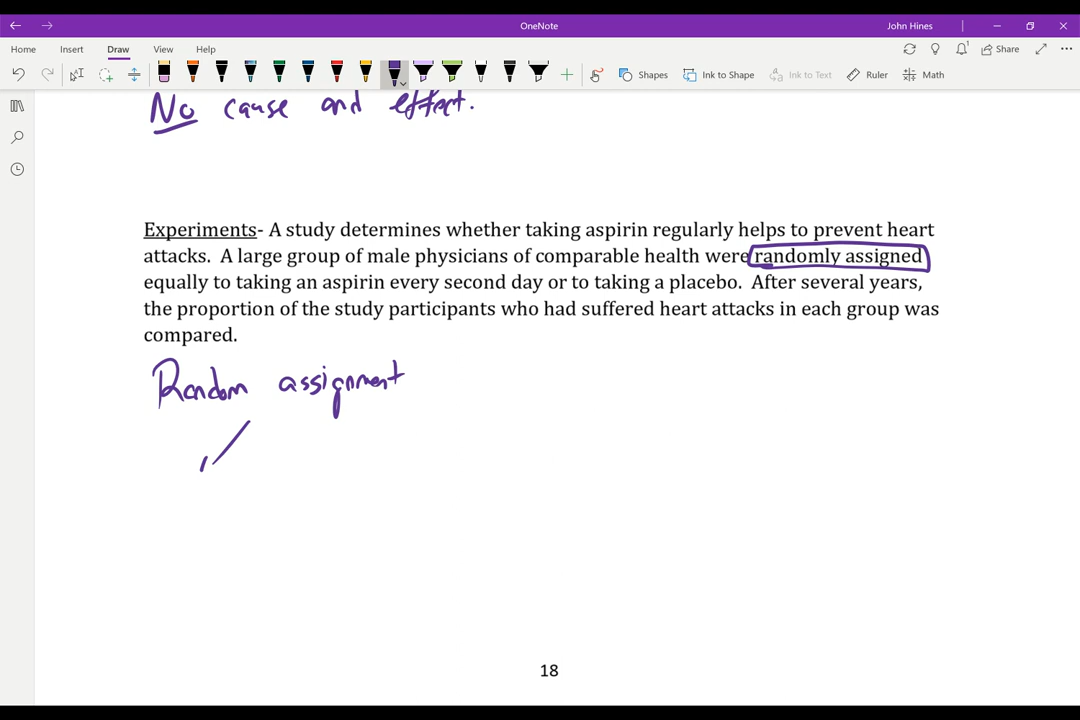 OneNote
John Hines
Home Insert Draw View Help
1
Share
Shapes Ink to Shape Ink to Text Ruler Math
No cause and effect.
Experiments- A study determines whether taking aspirin regularly helps to prevent heart
attacks. A large group of male physicians of comparable health were randomly assigned
equally to taking an aspirin every second day or to taking a placebo. After several years,
the proportion of the study participants who had suffered heart attacks in each group was
compared.
Random assignment
18